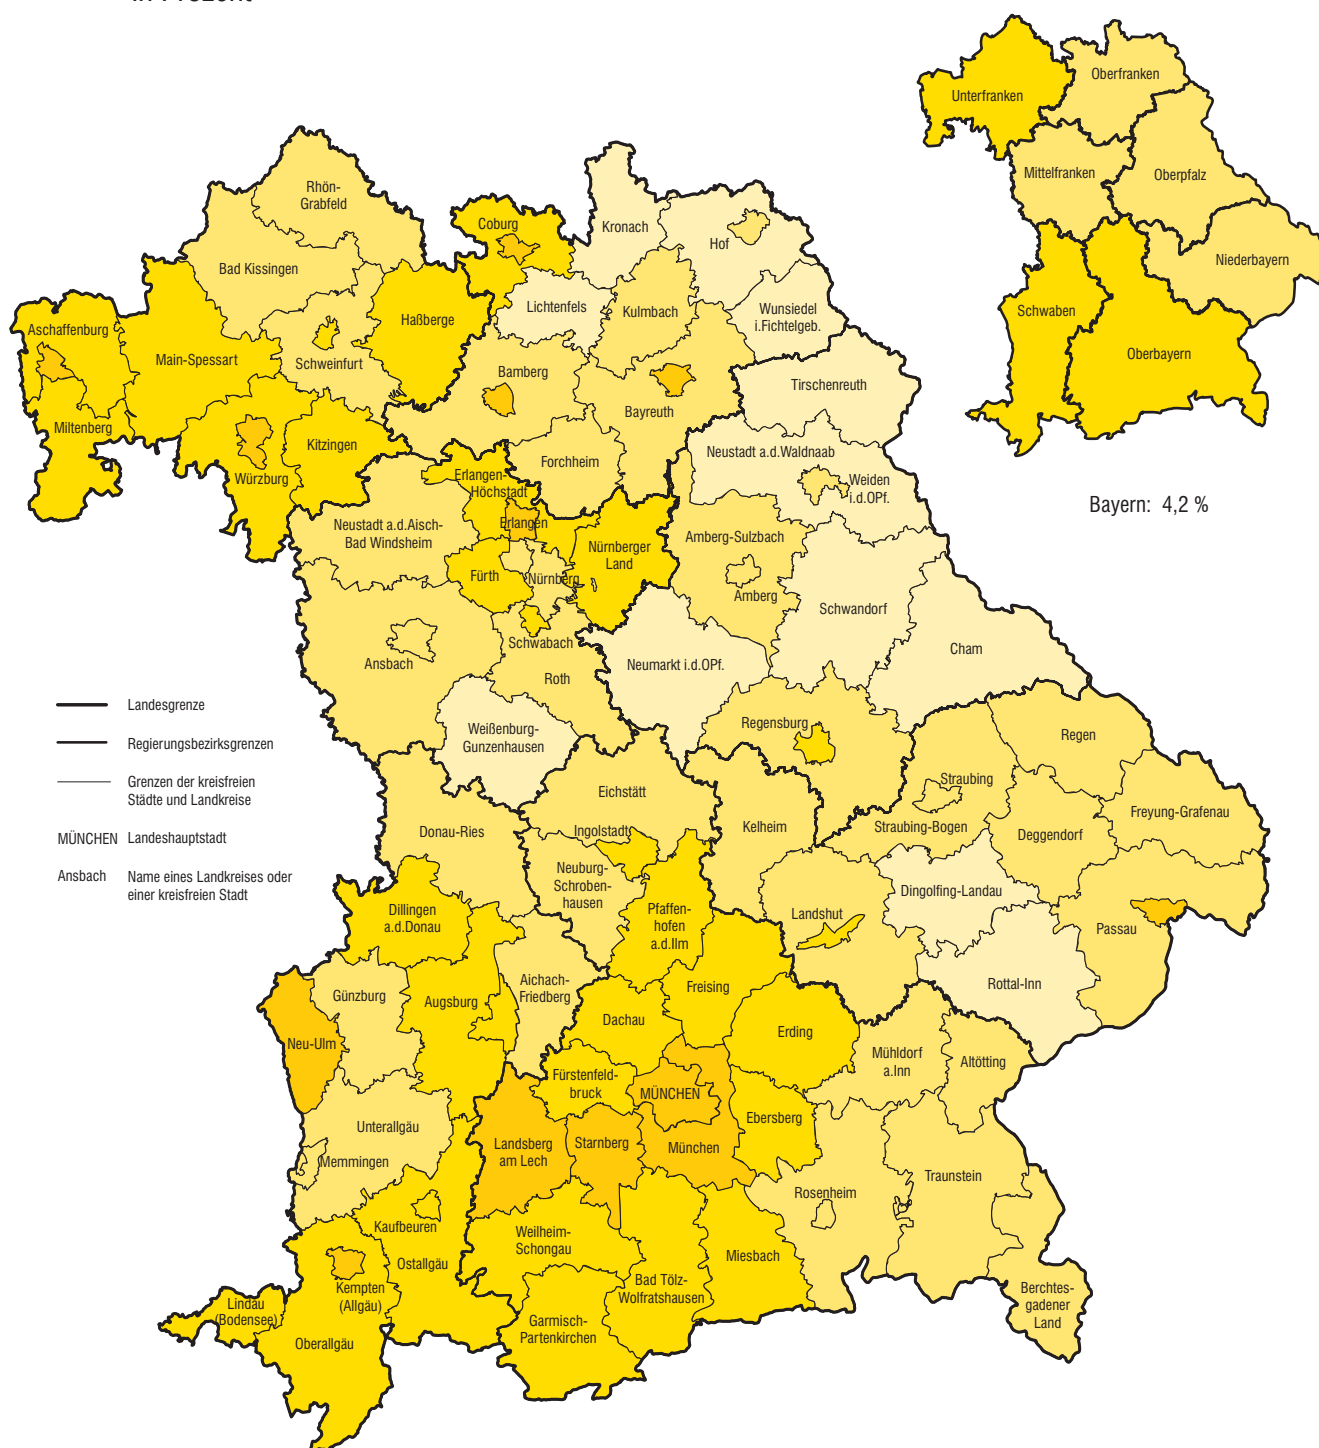 in Prozent
Unterfranken
Oberfranken
Mittelfranken
Oberpfalz
Niederbayern
Schwaben
Oberbayern
Bayern: 4,2 %
Rhön-
Grabfeld
Bad Kissingen
Coburg
Kronach
Hof
Lichtenfels
Kulmbach
Wunsiedel
i.Fichtelgeb.
Aschaffenburg
Main-Spessart
Schweinfurt
Haßberge
Bamberg
Bayreuth
Tirschenreuth
Miltenberg
Würzburg
Kitzingen
Forchheim
Neustadt a.d.Waldnaab
Weiden
i.d.OPf.
Erlangen-
Höchstadt
Erlangen
Neustadt a.d.Aisch-
Bad Windsheim
Fürth
Nürnberg
Nürnberger
Land
Amberg-Sulzbach
Amberg
Schwandorf
Cham
Ansbach
Schwabach
Roth
Neumarkt i.d.OPf.
Weißenburg-
Gunzenhausen
Regensburg
Regen
Landesgrenze
Regierungsbezirksgrenzen
Grenzen der kreisfreien
Städte und Landkreise
MÜNCHEN Landeshauptstadt
Ansbach Name eines Landkreises oder
einer kreisfreien Stadt
Eichstätt
Kelheim
Straubing
Straubing-Bogen
Deggendorf
Freyung-Grafenau
Donau-Ries
Ingolstadt
Neuburg-
Schroben-
hausen
Pfaffen-
hofen
a.d.Ilm
Landshut
Dingolfing-Landau
Passau
Rottal-Inn
Dillingen
a.d.Donau
Aichach-
Friedberg
Günzburg
Augsburg
Neu-Ulm
Freising
Dachau
Erding
Mühldorf
a.Inn
Altötting
Fürstenfeld-
bruck
MÜNCHEN
München
Ebersberg
Landsberg
am Lech
Starnberg
Unterallgäu
Memmingen
Rosenheim
Traunstein
Kaufbeuren
Ostallgäu
Weilheim-
Schongau
Bad Tölz-
Wolfratshausen
Miesbach
Berchtes-
gadener
Land
Kempten
(Allgäu)
Lindau
(Bodensee)
Oberallgäu
Garmisch-
Partenkirchen